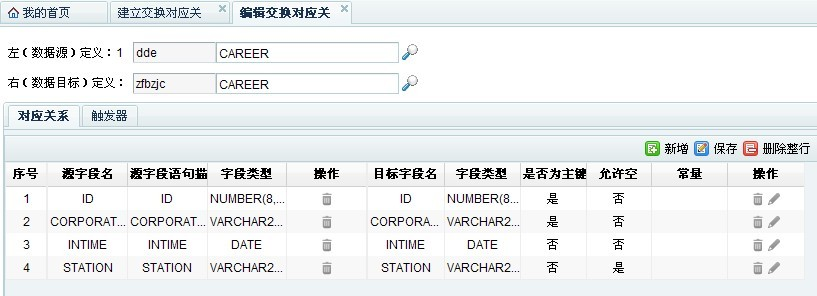 我的首页 建立交换对应关 编辑交换对应关
左（数据源）定义：1 dde CAREER
右（数据目标）定义： zfbzjc CAREER
对应关系 触发器
新增 保存 删除整行
序号 源字段名 源字段语句描 字段类型 操作 目标字段名 字段类型 是否为主键 允许空 常量 操作
1 ID ID NUMBER(8,... ID NUMBER(8... 是 否
2 CORPORAT... CORPORAT... VARCHAR2... CORPORA... VARCHAR2... 是 否
3 INTIME INTIME DATE INTIME DATE 否 否
4 STATION STATION VARCHAR2... STATION VARCHAR2... 否 是